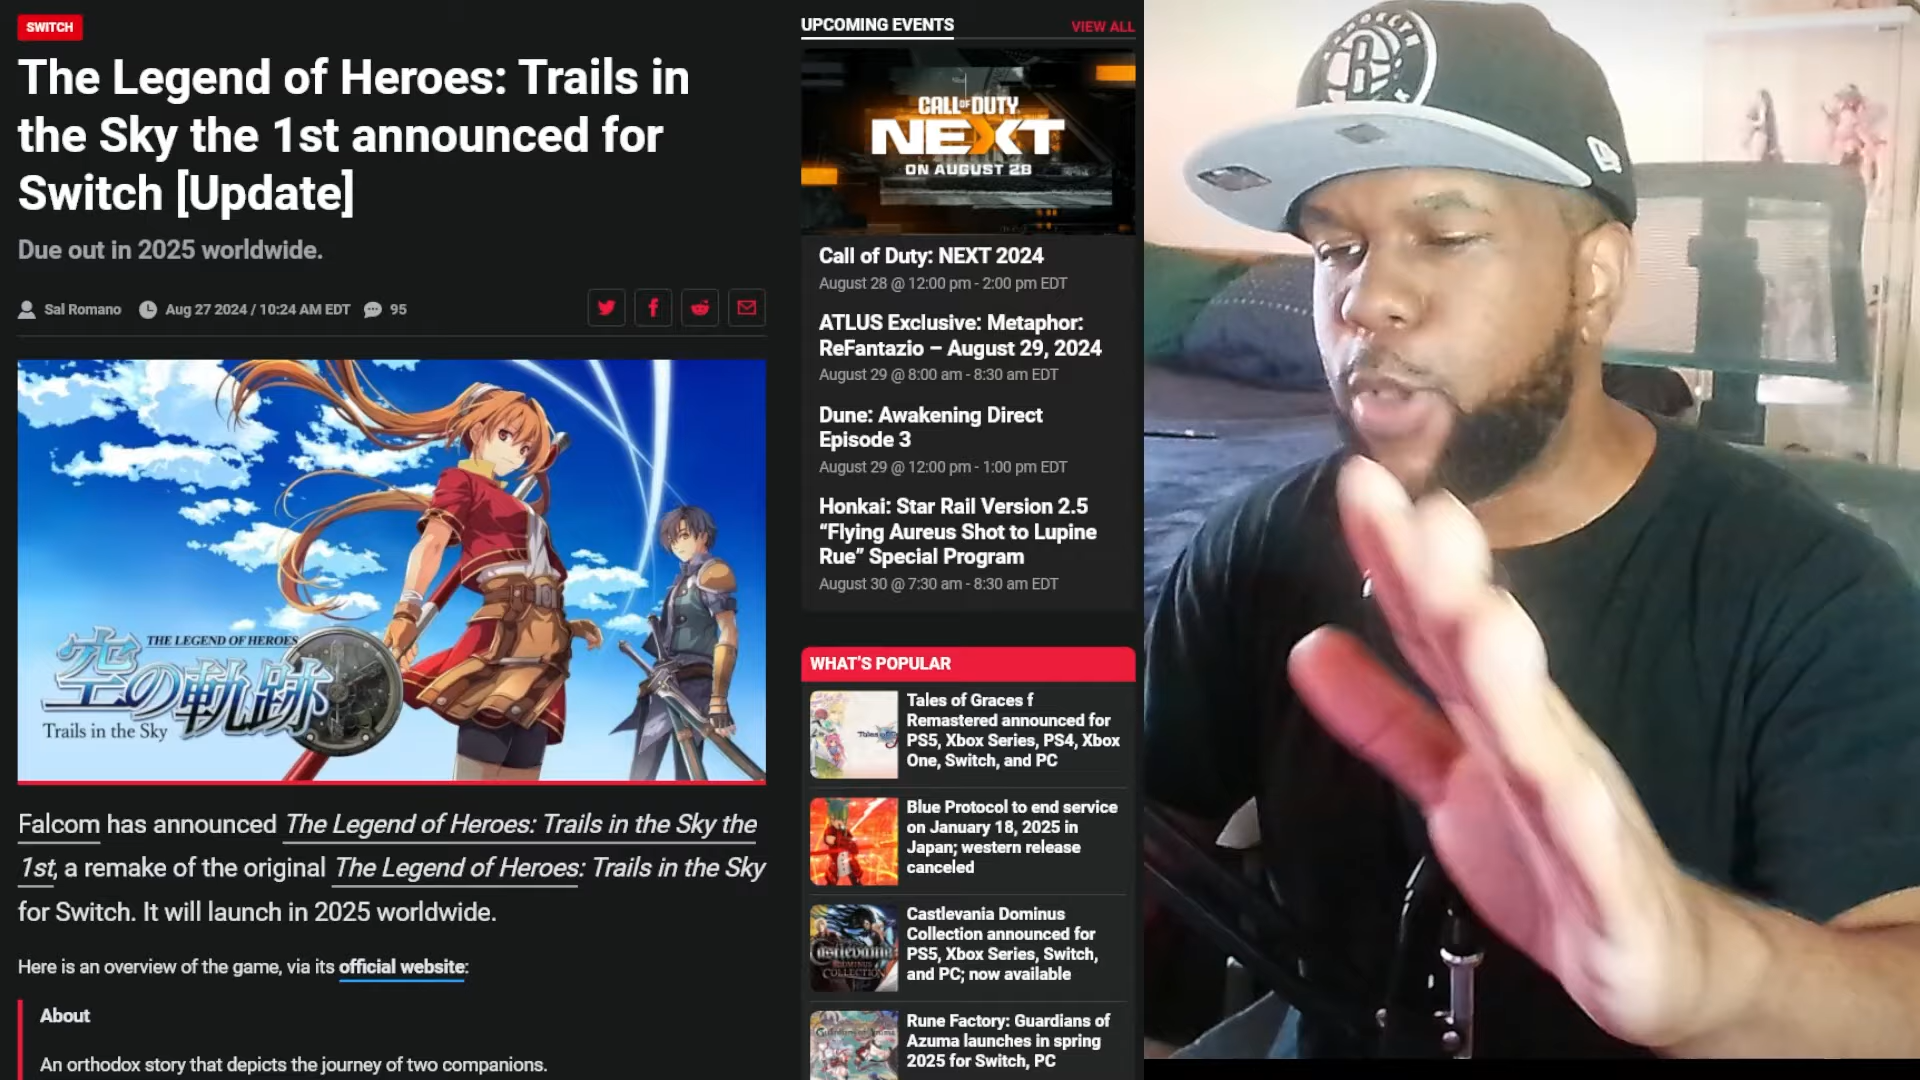 SWITCH
The Legend of Heroes: Trails in
the Sky the 1st announced for
Switch [Update]
Due out in 2025 worldwide.
Sal Romano Aug 27 2024 / 10:24 AM EDT 95
THE LEGEND OF HEROES
空の軌跡
Trails in the Sky
Falcom has announced The Legend of Heroes: Trails in the Sky the
1st, a remake of the original The Legend of Heroes: Trails in the Sky
for Switch. It will launch in 2025 worldwide.
Here is an overview of the game, via its official website:
About
An orthodox story that depicts the journey of two companions.
UPCOMING EVENTS
VIEW ALL
CALL OF DUTY
NEXT
ON AUGUST 28
Call of Duty: NEXT 2024
August 28 @ 12:00 pm - 2:00 pm EDT
ATLUS Exclusive: Metaphor:
ReFantazio – August 29, 2024
August 29 @ 8:00 am - 8:30 am EDT
Dune: Awakening Direct
Episode 3
August 29 @ 12:00 pm - 1:00 pm EDT
Honkai: Star Rail Version 2.5
“Flying Aureus Shot to Lupine
Rue” Special Program
August 30 @ 7:30 am - 8:30 am EDT
WHAT'S POPULAR
Tales of Graces f
Remastered announced for
PS5, Xbox Series, PS4, Xbox
One, Switch, and PC
Blue Protocol to end service
on January 18, 2025 in
Japan; western release
canceled
Castlevania Dominus
Collection announced for
PS5, Xbox Series, Switch,
and PC; now available
Castlevania
COLLECTION
Rune Factory: Guardians of
Azuma launches in spring
2025 for Switch, PC